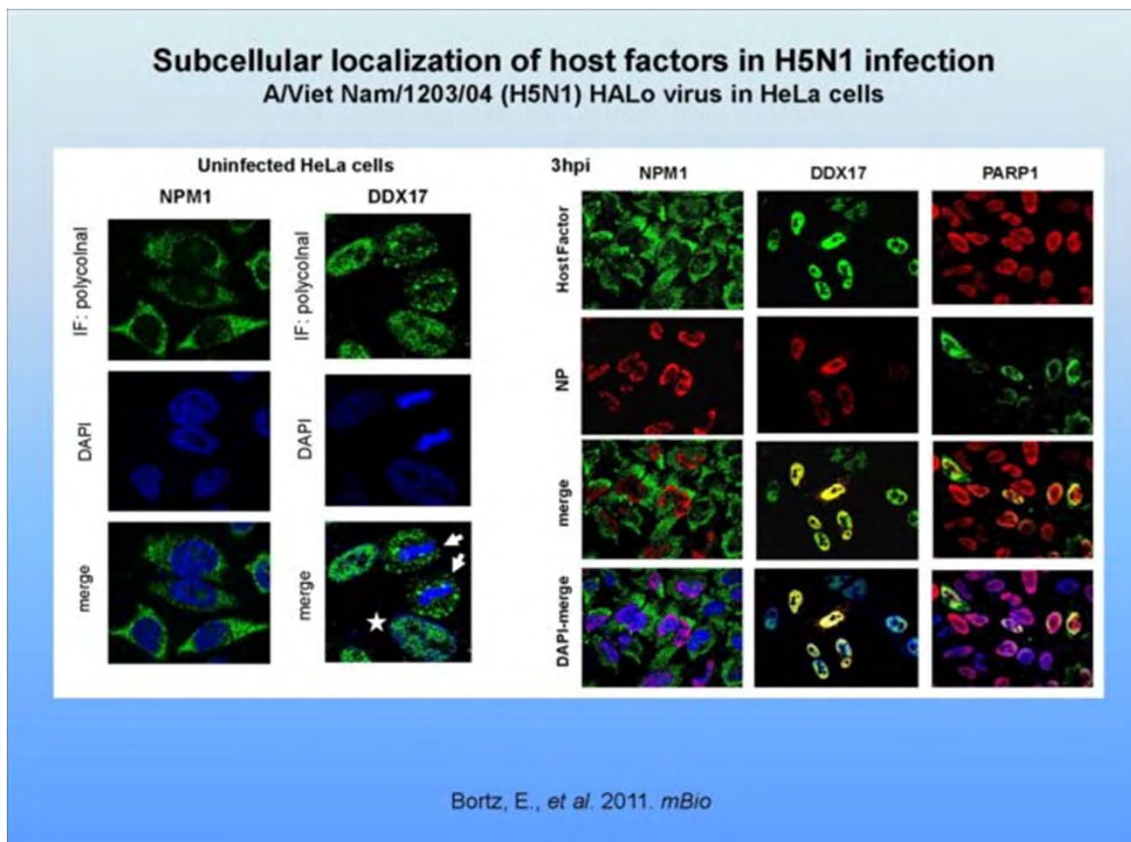 Subcellular localization of host factors in H5N1 infection
A/Viet Nam/1203/04 (H5N1) HALo virus in HeLa cells
Uninfected HeLa cells
NPM1
DDX17
IF: polycolnal
IF: polycolnal
DAPI
DAPI
merge
merge
3hpi
NPM1
DDX17
PARP1
Host Factor
NP
merge
DAPI-merge
Bortz, E., et al. 2011. mBio